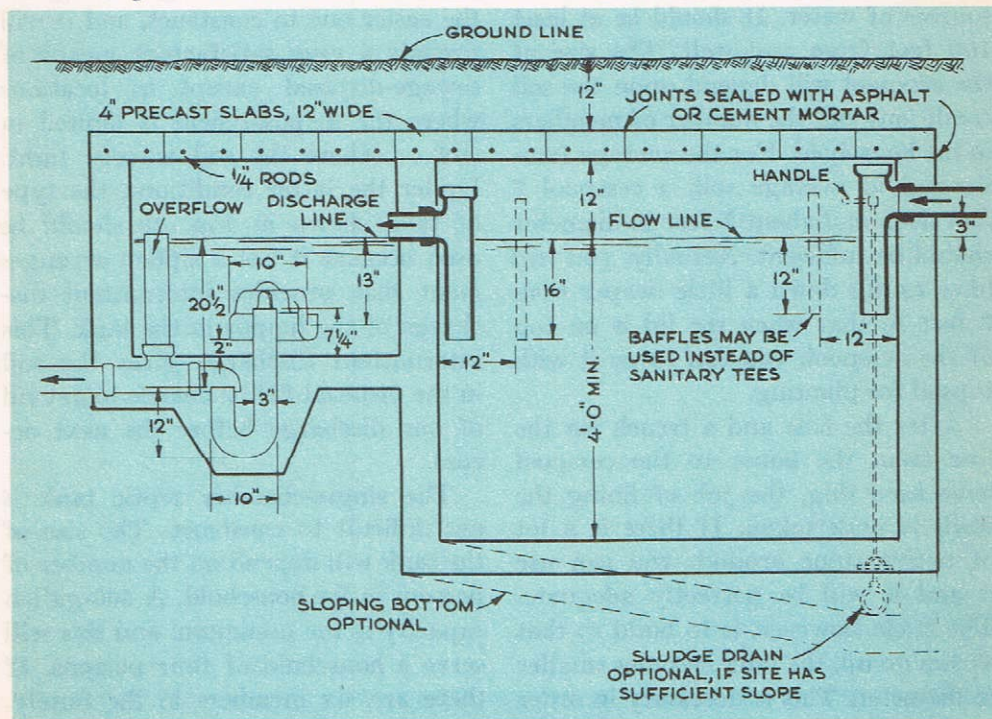 GROUND LINE
4" PRECAST SLABS, 12" WIDE
12"
JOINTS SEALED WITH ASPHALT
OR CEMENT MORTAR
1/4" RODS
OVERFLOW
DISCHARGE
LINE
12"
HANDLE
FLOW LINE
3"
10"
13"
20 1/2"
2"
7 1/4"
16"
12"
12"
12"
BAFFLES MAY BE
USED INSTEAD OF
SANITARY TEES
3"
12"
10"
4'0" MIN.
SLOPING BOTTOM
OPTIONAL
SLUDGE DRAIN
OPTIONAL, IF SITE HAS
SUFFICIENT SLOPE